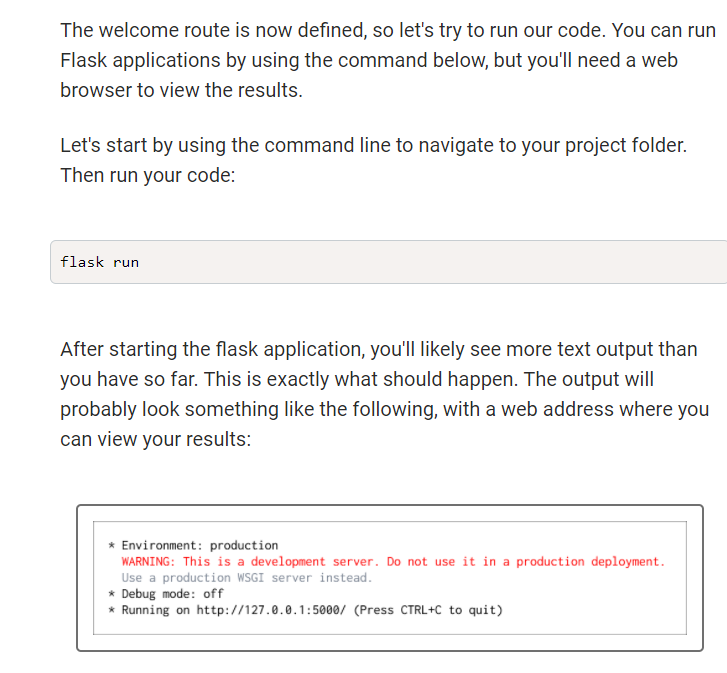 The welcome route is now defined, so let's try to run our code. You can run
Flask applications by using the command below, but you'll need a web
browser to view the results.
Let's start by using the command line to navigate to your project folder.
Then run your code:
flask run
After starting the flask application, you'll likely see more text output than
you have so far. This is exactly what should happen. The output will
probably look something like the following, with a web address where you
can view your results:
* Environment: production
WARNING: This is a development server. Do not use it in a production deployment.
Use a production WSGI server instead.
* Debug mode: off
* Running on http://127.0.0.1:5000/ (Press CTRL+C to quit)